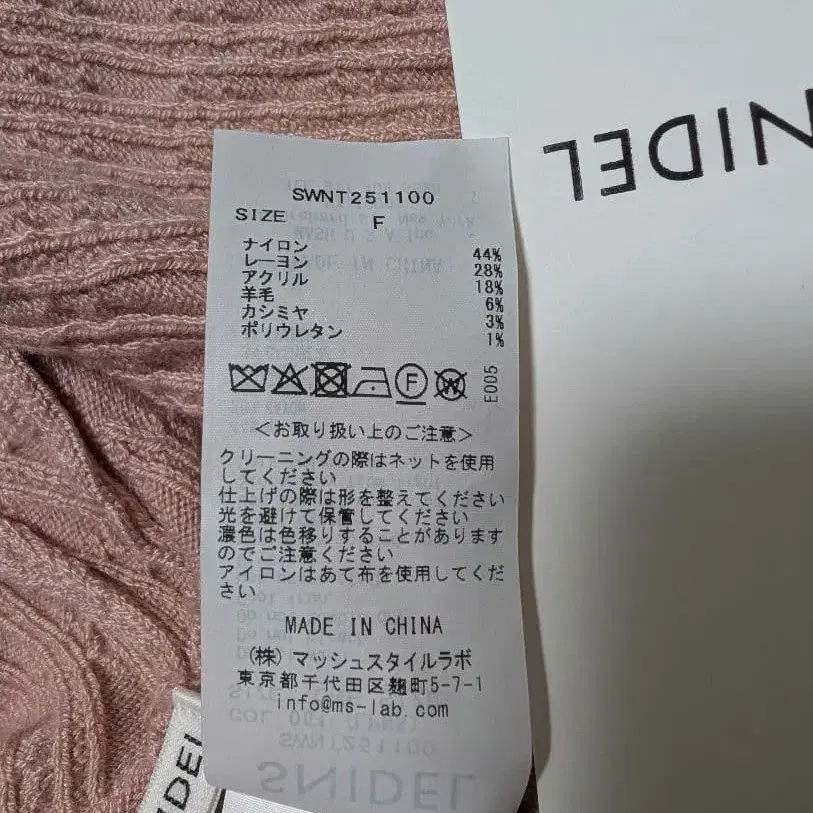 SNIDEL
SWNT251100
SIZE F
ナイロン 44%
レーヨン 28%
アクリル 18%
羊毛 6%
カシミヤ 3%
ポリウレタン 1%
E005
<お取り扱い上のご注意>
クリーニングの際はネットを使用
してください
仕上げの際は形を整えてください
光を避けて保管してください
濃色は色移りすることがあります
のでご注意ください
アイロンはあて布を使用してくだ
さい
MADE IN CHINA
(株)マッシュスタイルラボ
東京都千代田区麹町5-7-1
info@ms-lab.com
SWNT251100
SNIDEL